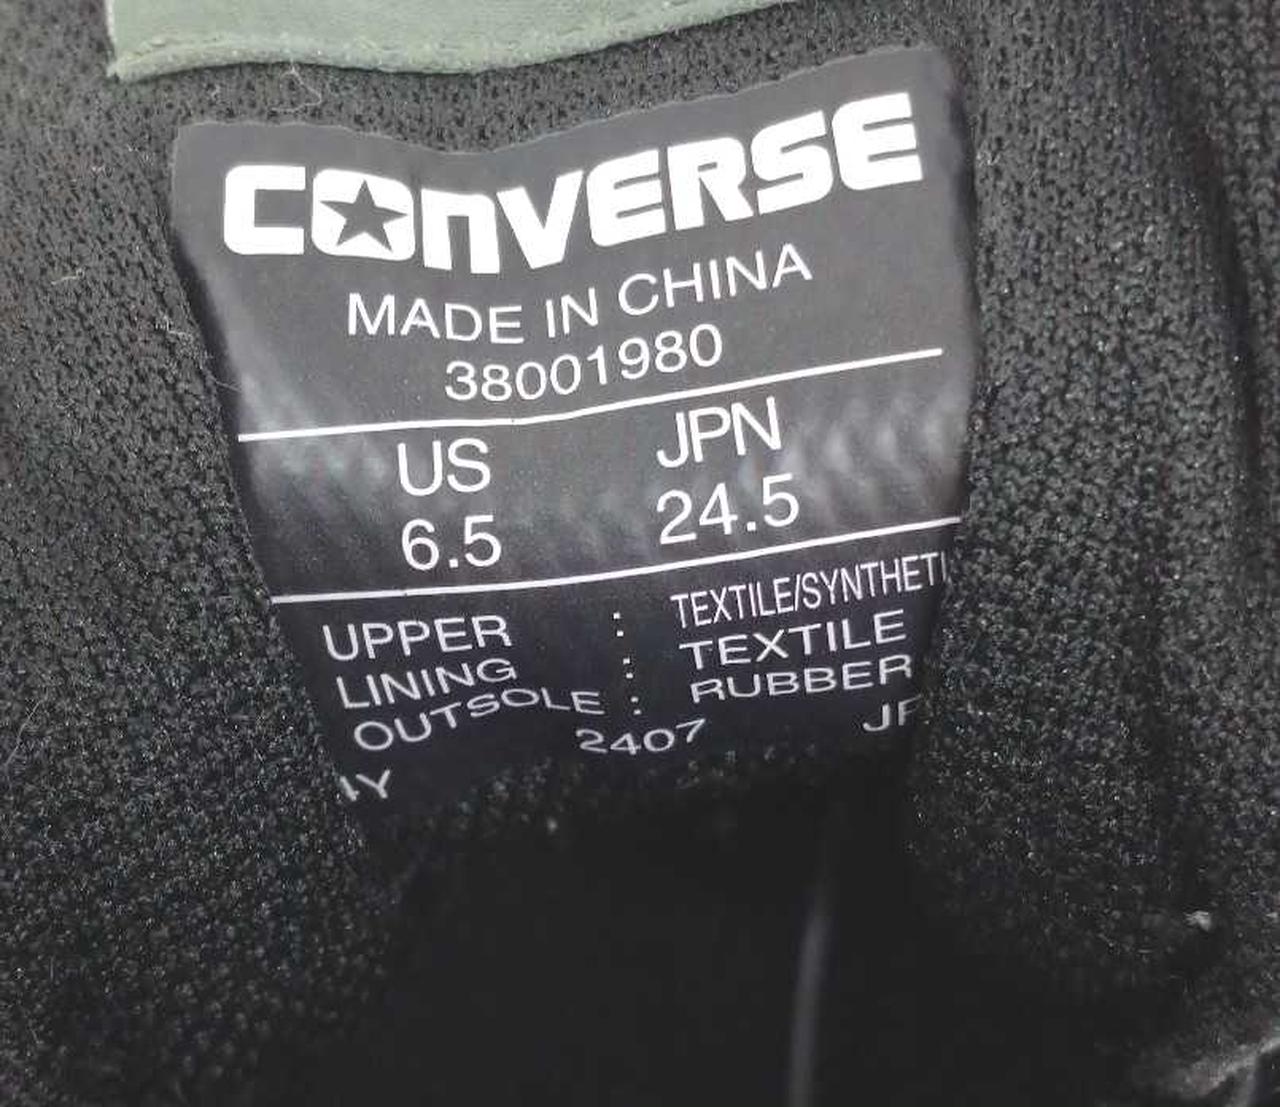 CONVERSE
MADE IN CHINA
38001980
US JPN
6.5 24.5
UPPER : TEXTILE/SYNTHETI
LINING : TEXTILE
OUTSOLE : RUBBER
2407